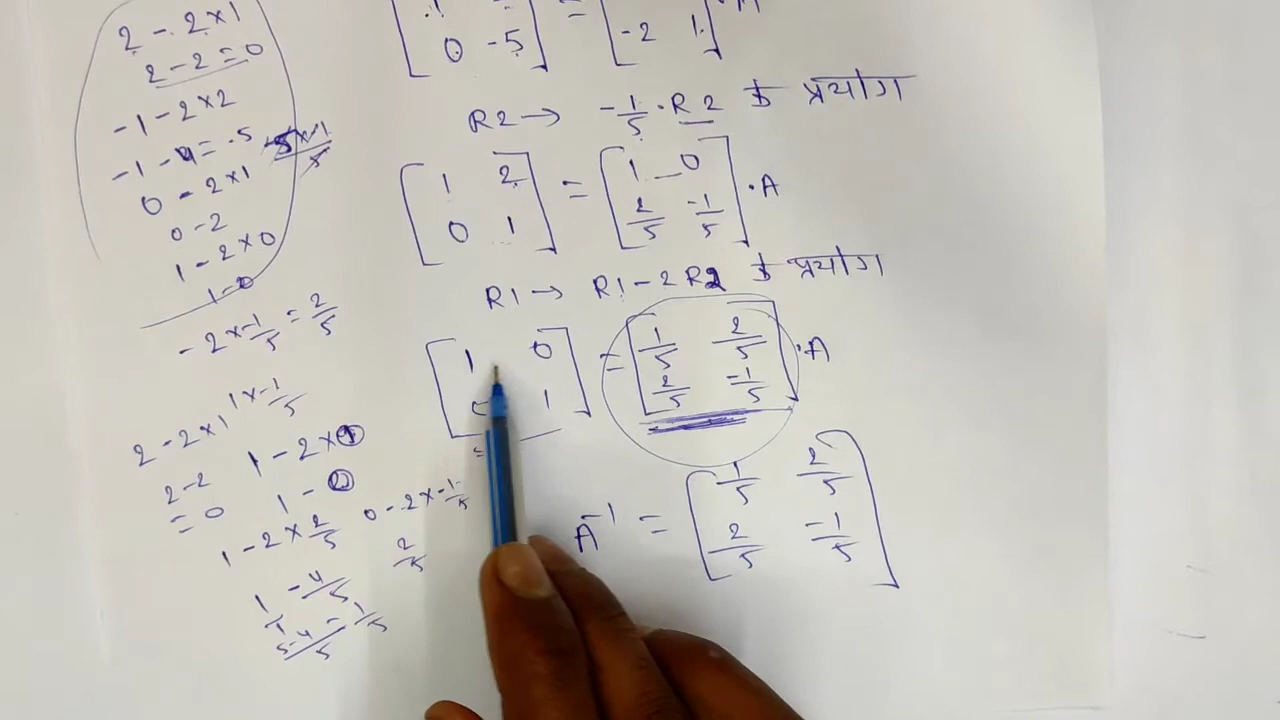 2 - 2×1
2 - 2 = 0
-1 - 2×2
-1 - 4 = -5
0 - 2×1
0 - 2
1 - 2×0
1 - 0
-2×-1/5 = 2/5
0 -5 = -2 1 .A
R2 → -1/5 . R2 के प्रयोग
1 2 = 1 0
0 1 2/5 -1/5 .A
R1 → R1 - 2R2 के प्रयोग
1 0 = 1/5 2/5 .A
1 2/5 -1/5
A⁻¹ = 1/5 2/5
2/5 -1/5
2 - 2×1
2 - 2
= 0
1×-1/5
1 - 2×0
1 - 0
1 - 2×2/5
0 - 2×-1/5
2/5
1/1 - 4/5
5-4/5 = 1/5